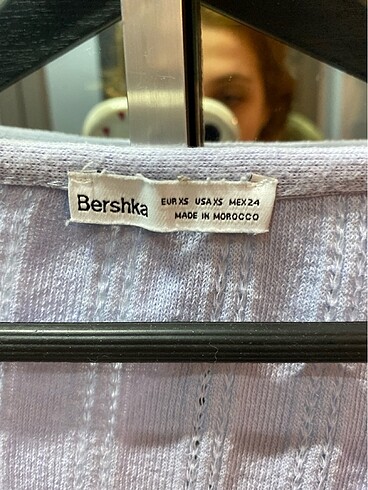 Bershka
EUR XS USA XS MEX 24
MADE IN MOROCCO